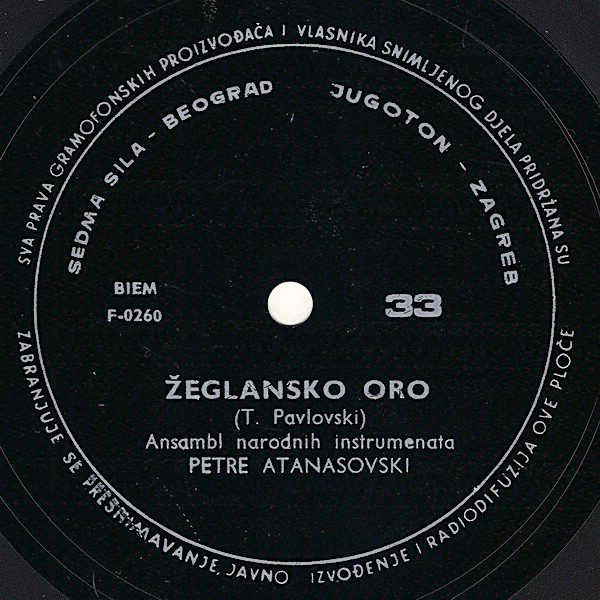 SVA PRAVA GRAMOFONSKIH PROIZVOĐAČA I VLASNIKA SNIMLJENOG DJELA PRIDRŽANA SU
SEDMA SILA - BEOGRAD
JUGOTON - ZAGREB
BIEM
F-0260
33
ŽEGLANSKO ORO
(T. Pavlovski)
Ansambl narodnih instrumenata
PETRE ATANASOVSKI
ZABRANJUJE SE PRESNIMAVANJE, JAVNO IZVOĐENJE I RADIODIFUZIJA OVE PLOČE